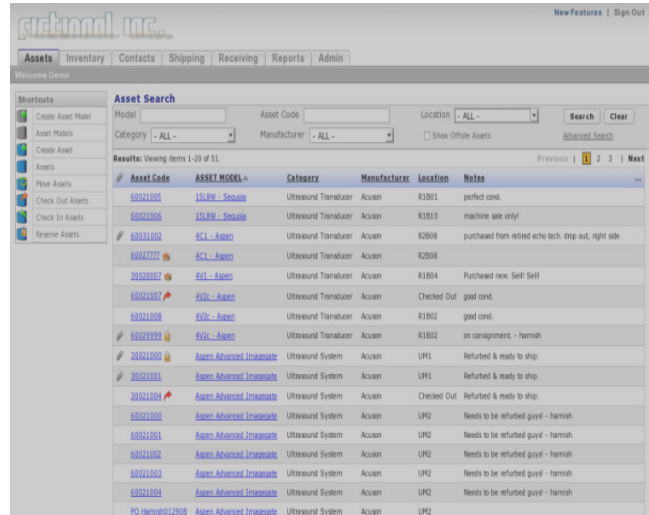 New Features | Sign Out
fictional inc.
Assets Inventory Contacts Shipping Receiving Reports Admin
Welcome Demo
Shortcuts
Create Asset Model
Asset Models
Create Asset
Assets
Move Assets
Check Out Assets
Check In Assets
Reserve Assets
Asset Search
Model Asset Code Location - ALL - Search Clear
Category - ALL - Manufacturer - ALL - Show Offsite Assets Advanced Search
Results: Viewing items 1-20 of 51. Previous | 1 2 3 | Next
Asset Code ASSET MODEL Category Manufacturer Location Notes ...
60021005 15L8W - Sequoia Ultrasound Transducer Acuson R1B01 perfect cond.
60021006 15L8W - Sequoia Ultrasound Transducer Acuson R1B10 machine sale only!
60031002 4C1 - Aspen Ultrasound Transducer Acuson R2B08 purchased from retired echo tech. drop out, right side.
60027777 4C1 - Aspen Ultrasound Transducer Acuson R2B08
30020007 4V1 - Aspen Ultrasound Transducer Acuson R1B04 Purchased new. Sell! Sell!
60021007 4V2c - Aspen Ultrasound Transducer Acuson Checked Out good cond.
60021008 4V2c - Aspen Ultrasound Transducer Acuson R1B02 good cond.
60029999 4V2c - Aspen Ultrasound Transducer Acuson R1B02 on consignment. - hamish
30021000 Aspen Advanced Imagegate Ultrasound System Acuson UM1 Refurbed & ready to ship.
30021001 Aspen Advanced Imagegate Ultrasound System Acuson UM1 Refurbed & ready to ship.
30021004 Aspen Advanced Imagegate Ultrasound System Acuson Checked Out Refurbed & ready to ship.
60021000 Aspen Advanced Imagegate Ultrasound System Acuson UM2 Needs to be refurbed guys! - hamish
60021001 Aspen Advanced Imagegate Ultrasound System Acuson UM2 Needs to be refurbed guys! - hamish
60021002 Aspen Advanced Imagegate Ultrasound System Acuson UM2 Needs to be refurbed guys! - hamish
60021003 Aspen Advanced Imagegate Ultrasound System Acuson UM2 Needs to be refurbed guys! - hamish
60021004 Aspen Advanced Imagegate Ultrasound System Acuson UM2 Needs to be refurbed guys! - hamish
PO Hamish012908 Aspen Advanced Imagegate Ultrasound System Acuson UM2